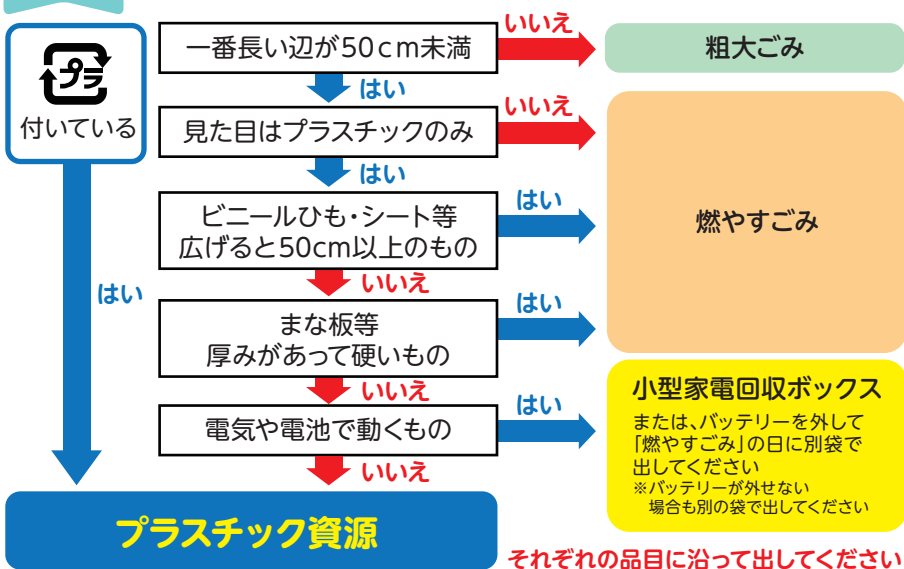 プラ
付いている
はい
一番長い辺が50cm未満
いいえ
粗大ごみ
はい
見た目はプラスチックのみ
いいえ
燃やすごみ
はい
ビニールひも・シート等
広げると50cm以上のもの
はい
いいえ
まな板等
厚みがあって硬いもの
はい
いいえ
電気や電池で動くもの
はい
小型家電回収ボックス
または、バッテリーを外して
「燃やすごみ」の日に別袋で
出してください
※バッテリーが外せない
場合も別の袋で出してください
いいえ
プラスチック資源
それぞれの品目に沿って出してください